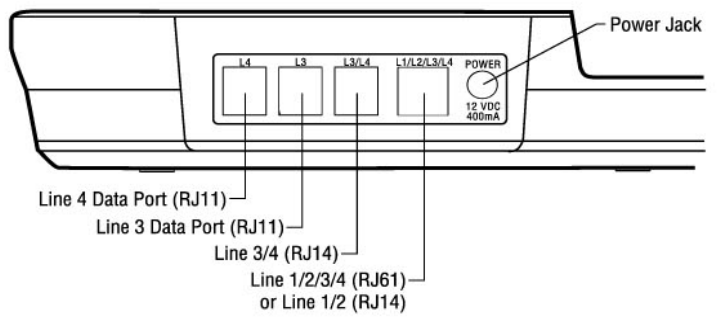 Power Jack
L4 L3 L3/L4 L1/L2/L3/L4 POWER
12 VDC
400mA
Line 4 Data Port (RJ11)
Line 3 Data Port (RJ11)
Line 3/4 (RJ14)
Line 1/2/3/4 (RJ61)
or Line 1/2 (RJ14)